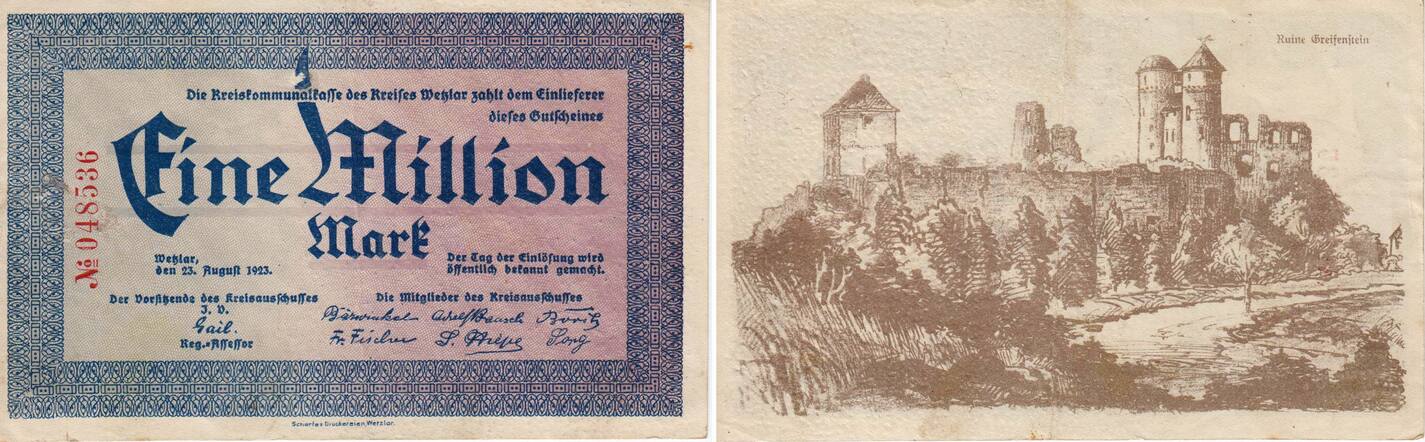 Die Kreiskommunalkasse des Kreises Wetzlar zahlt dem Einlieferer
dieses Gutscheines
Eine Million
Mark
№ 048536
Wetzlar,
den 23. August 1923.
Der Tag der Einlösung wird
öffentlich bekannt gemacht.
Der Vorsitzende des Kreisausschusses
J. V.
Gail.
Reg.-Assessor
Die Mitglieder des Kreisausschusses
Fr. Fischer
Scharfes Druckereien, Wetzlar.
Ruine Greifenstein